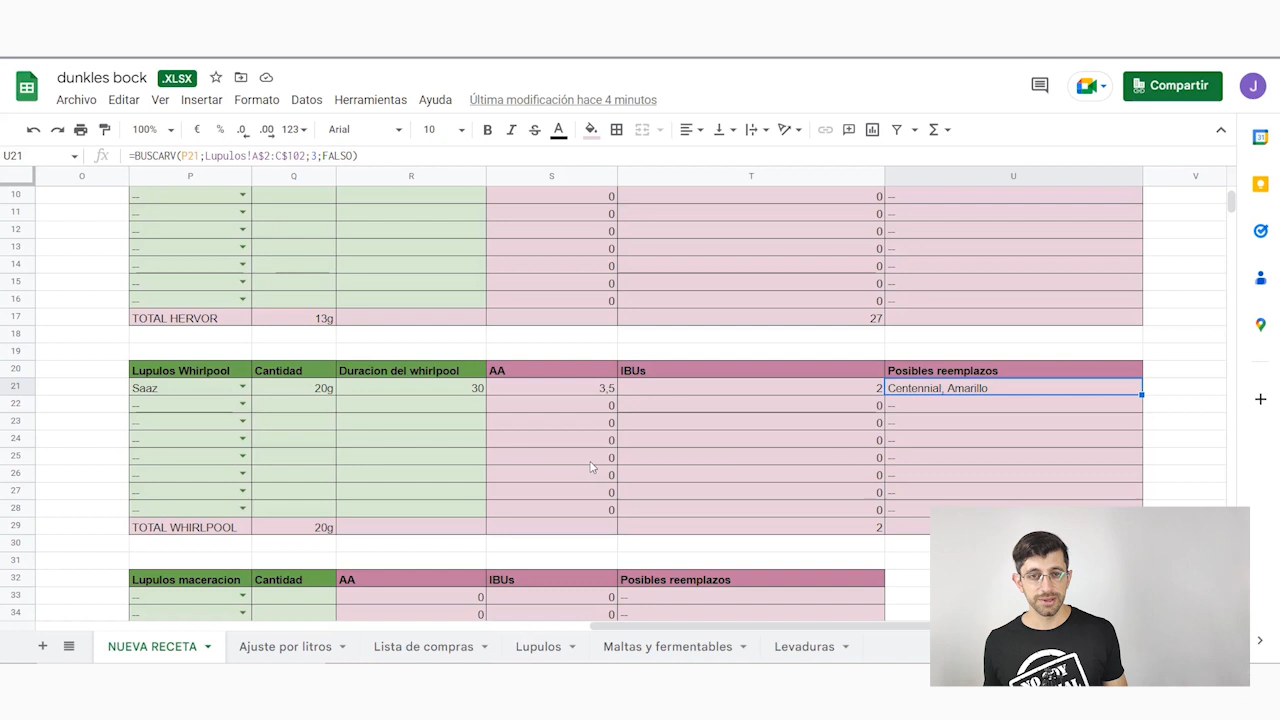 dunkles bock .XLSX
Archivo Editar Ver Insertar Formato Datos Herramientas Ayuda Última modificación hace 4 minutos
Compartir
J
100% € % .0 .00 123 Arial 10 B I S A Σ
U21 fx =BUSCARV(P21;Lupulos!A$2:C$102;3;FALSO)
O P Q R S T U V
10 -- 0 0 --
11 -- 0 0 --
12 -- 0 0 --
13 -- 0 0 --
14 -- 0 0 --
15 -- 0 0 --
16 -- 0 0 --
17 TOTAL HERVOR 13g 27
18
19
20 Lupulos Whirlpool Cantidad Duracion del whirlpool AA IBUs Posibles reemplazos
21 Saaz 20g 30 3,5 2 Centennial, Amarillo
22 -- 0 0 --
23 -- 0 0 --
24 -- 0 0 --
25 -- 0 0 --
26 -- 0 0 --
27 -- 0 0 --
28 -- 0 0 --
29 TOTAL WHIRLPOOL 20g 2
30
31
32 Lupulos maceracion Cantidad AA IBUs Posibles reemplazos
33 -- 0 0 --
34 -- 0 0 --
NUEVA RECETA Ajuste por litros Lista de compras Lupulos Maltas y fermentables Levaduras